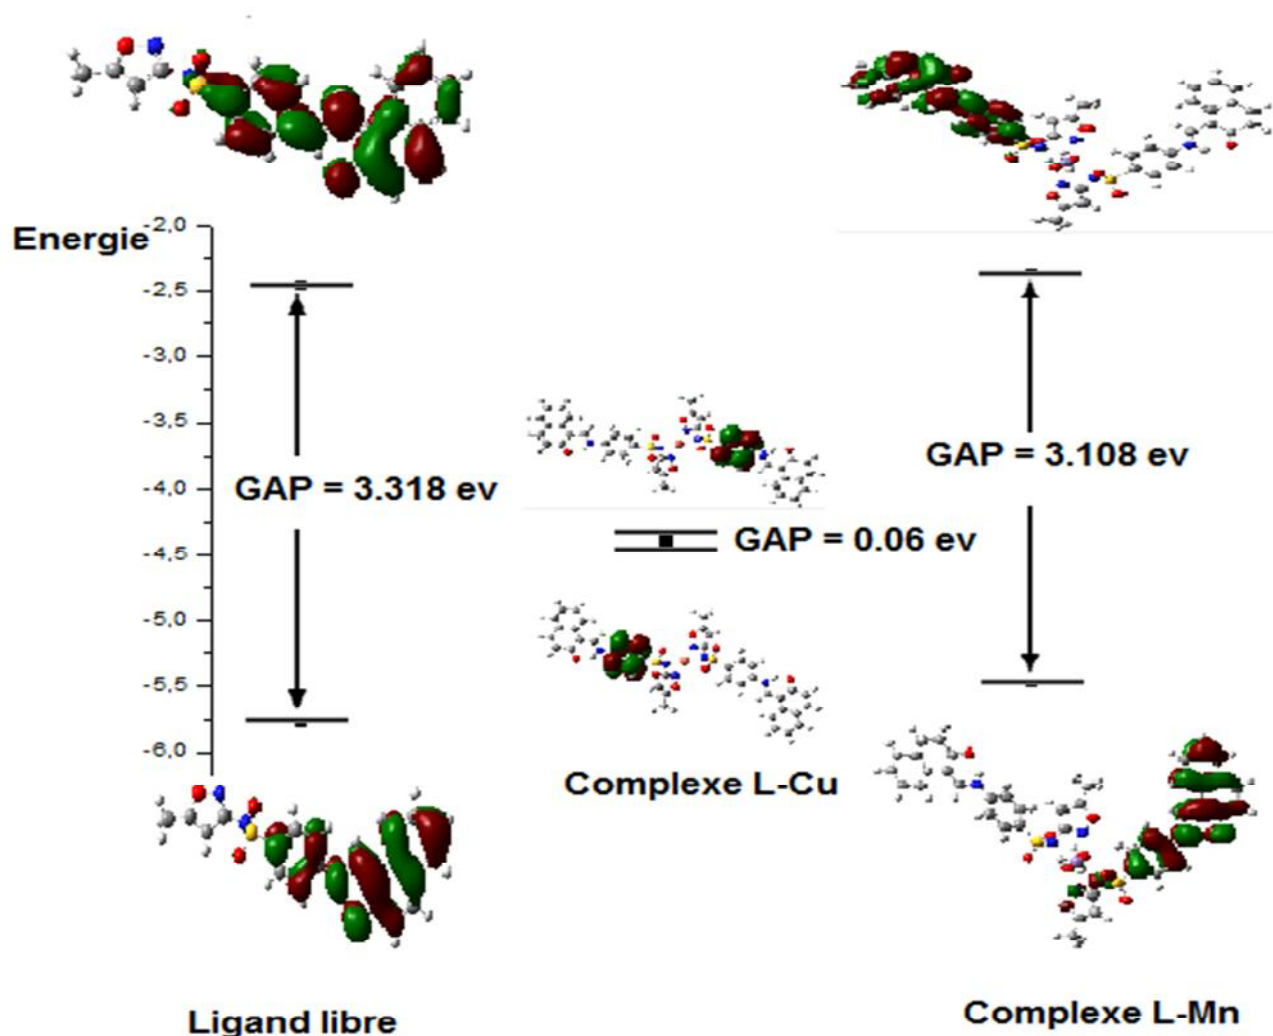 Energie
-2,0
-2,5
-3,0
-3,5
-4,0
-4,5
-5,0
-5,5
-6,0
GAP = 3.318 ev
GAP = 0.06 ev
GAP = 3.108 ev
Complexe L-Cu
Ligand libre
Complexe L-Mn